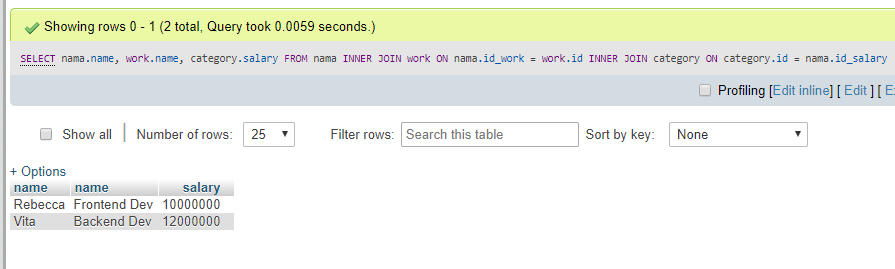 Showing rows 0 - 1 (2 total, Query took 0.0059 seconds.)
SELECT nama.name, work.name, category.salary FROM nama INNER JOIN work ON nama.id_work = work.id INNER JOIN category ON category.id = nama.id_salary
Profiling [Edit inline] [ Edit ] [ E
Show all Number of rows: 25 Filter rows: Search this table Sort by key: None
+ Options
name name salary
Rebecca Frontend Dev 10000000
Vita Backend Dev 12000000